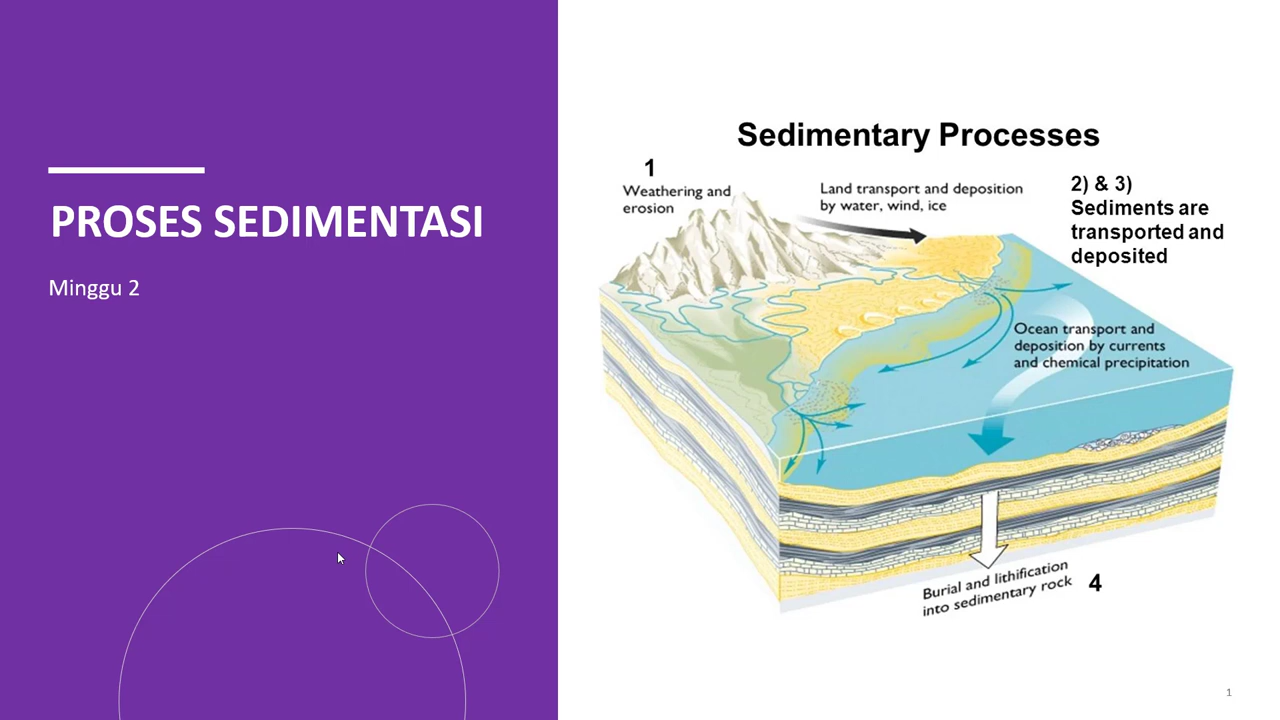 PROSES SEDIMENTASI
Minggu 2
Sedimentary Processes
1
Weathering and
erosion
Land transport and deposition
by water, wind, ice
2) & 3)
Sediments are
transported and
deposited
Ocean transport and
deposition by currents
and chemical precipitation
Burial and lithification
into sedimentary rock
4
1